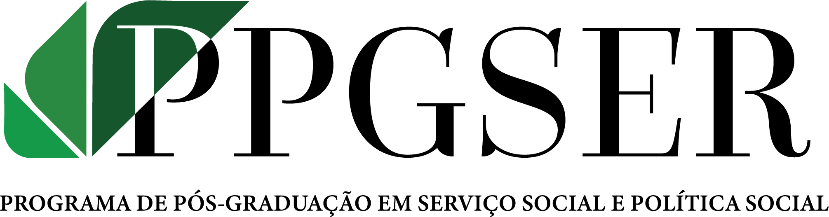 PPGSER
PROGRAMA DE PÓS-GRADUAÇÃO EM SERVIÇO SOCIAL E POLÍTICA SOCIAL